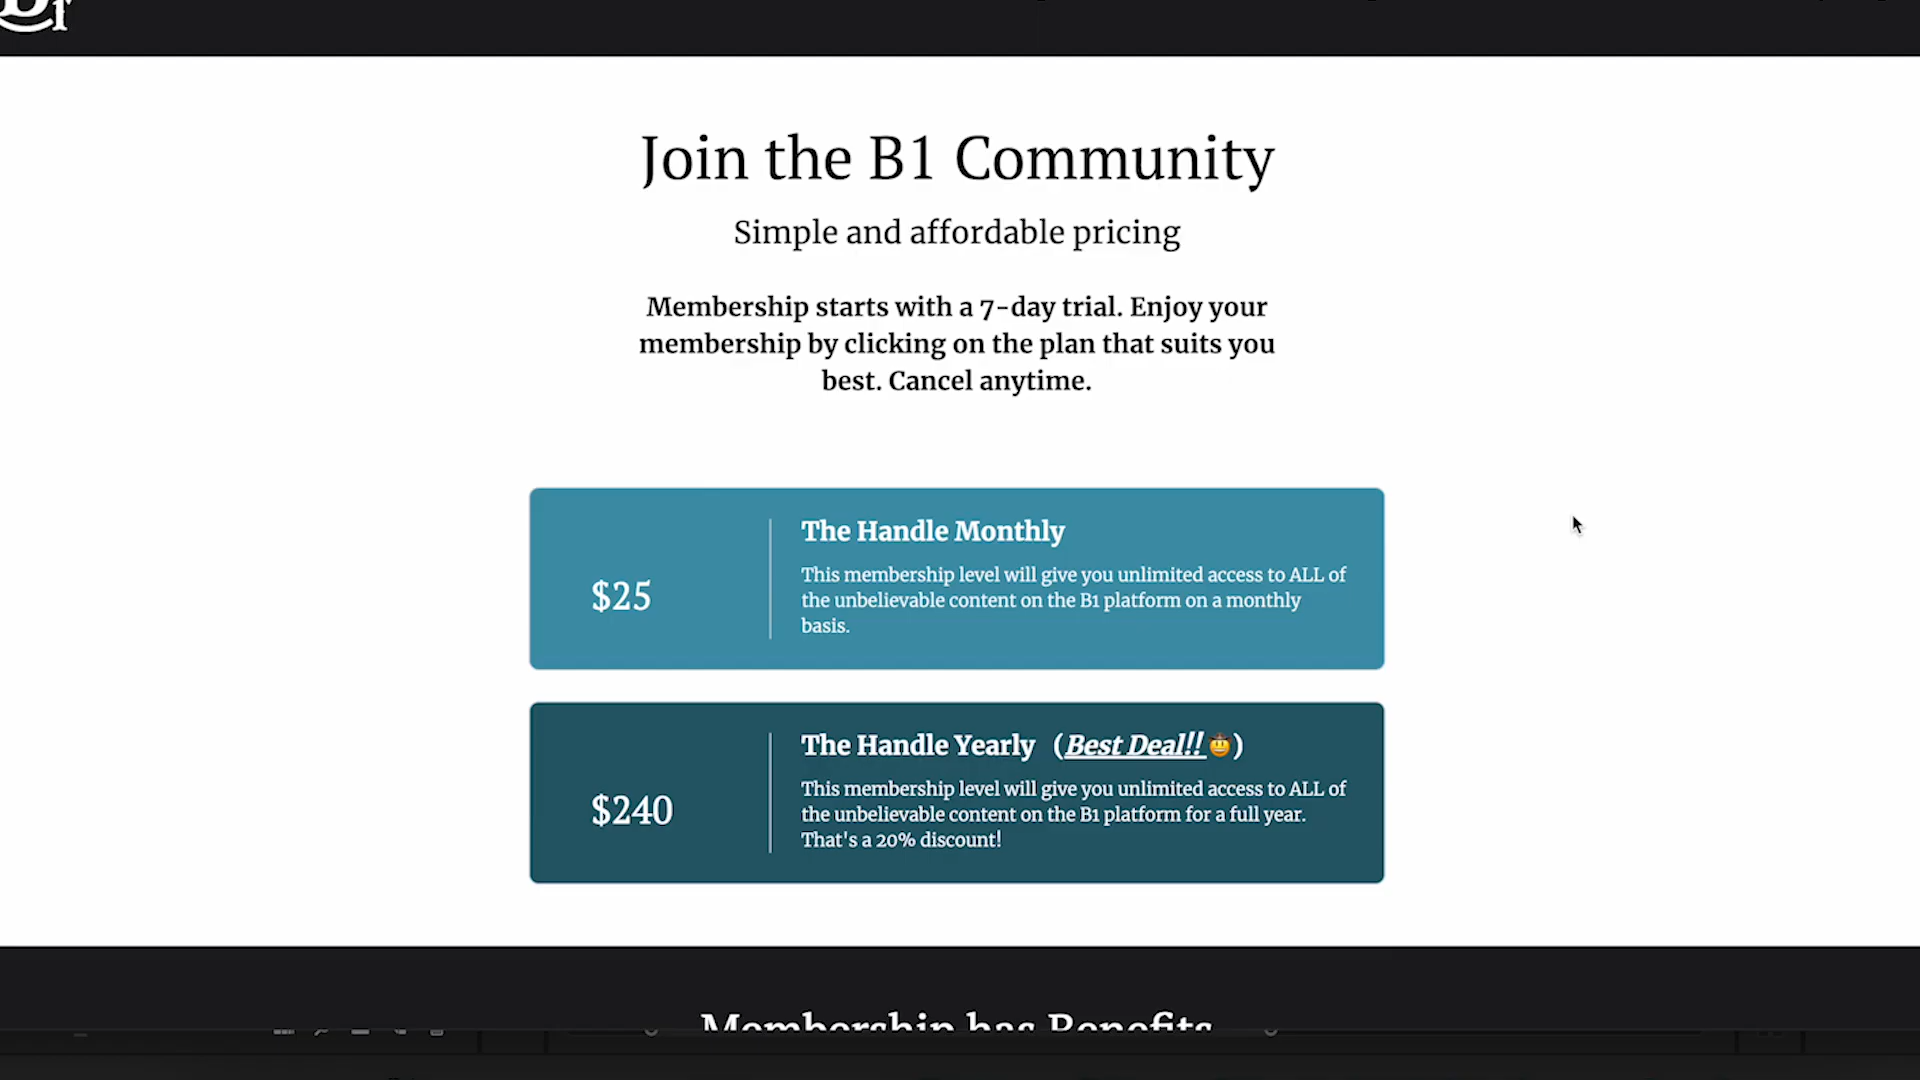 B1
Join the B1 Community
Simple and affordable pricing
Membership starts with a 7-day trial. Enjoy your
membership by clicking on the plan that suits you
best. Cancel anytime.
$25
The Handle Monthly
This membership level will give you unlimited access to ALL of
the unbelievable content on the B1 platform on a monthly
basis.
$240
The Handle Yearly (Best Deal!! 🤠)
This membership level will give you unlimited access to ALL of
the unbelievable content on the B1 platform for a full year.
That's a 20% discount!
Membership has Benefits